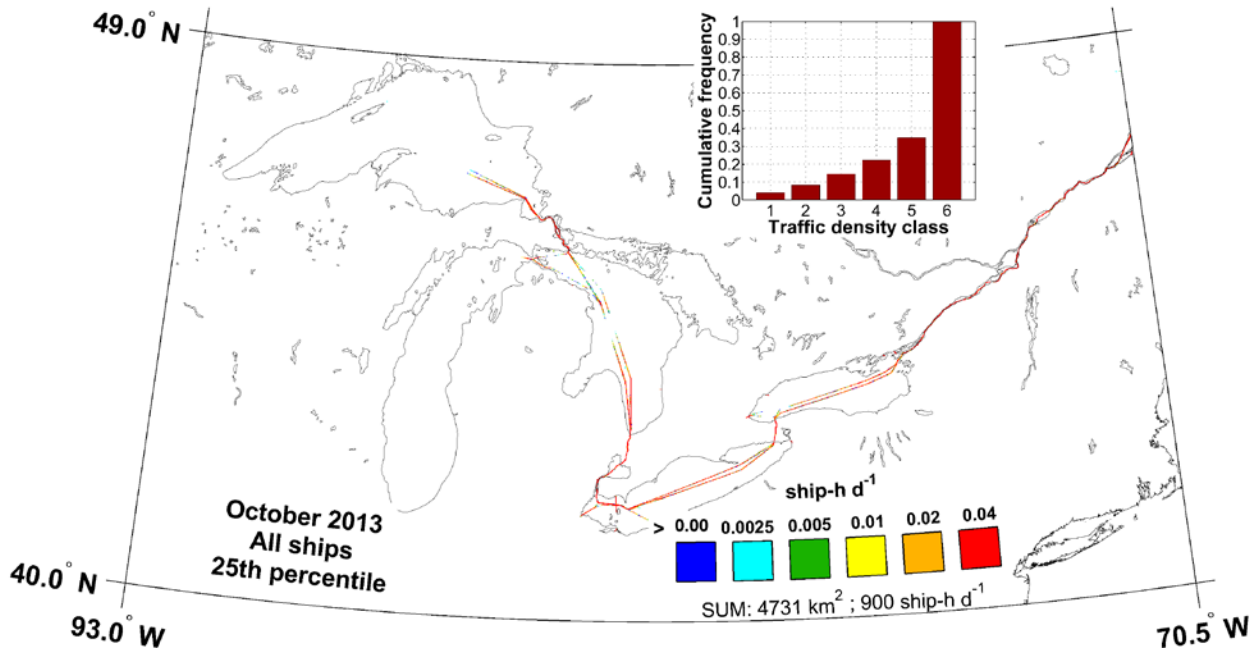 49.0° N
Cumulative frequency
1
0.9
0.8
0.7
0.6
0.5
0.4
0.3
0.2
0.1
0
1 2 3 4 5 6
Traffic density class
October 2013
All ships
25th percentile
ship-h d⁻¹
> 0.00 0.0025 0.005 0.01 0.02 0.04
SUM: 4731 km² ; 900 ship-h d⁻¹
40.0° N
93.0° W
70.5° W